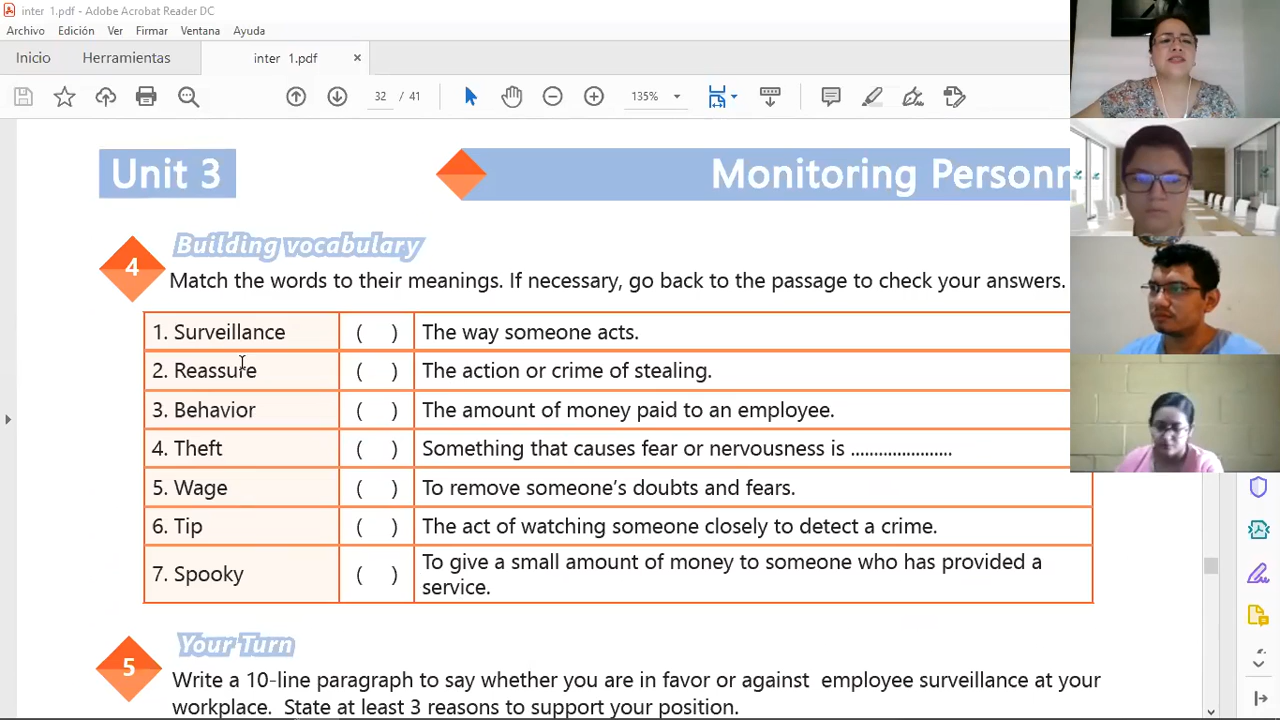 inter 1.pdf - Adobe Acrobat Reader DC
Archivo Edición Ver Firmar Ventana Ayuda
Inicio Herramientas inter 1.pdf ×
32 / 41 135%
Unit 3 Monitoring Personn
Building vocabulary
4
Match the words to their meanings. If necessary, go back to the passage to check your answers.
1. Surveillance ( ) The way someone acts.
2. Reassure ( ) The action or crime of stealing.
3. Behavior ( ) The amount of money paid to an employee.
4. Theft ( ) Something that causes fear or nervousness is ......................
5. Wage ( ) To remove someone's doubts and fears.
6. Tip ( ) The act of watching someone closely to detect a crime.
7. Spooky ( ) To give a small amount of money to someone who has provided a
service.
Your Turn
5
Write a 10-line paragraph to say whether you are in favor or against employee surveillance at your
workplace. State at least 3 reasons to support your position.